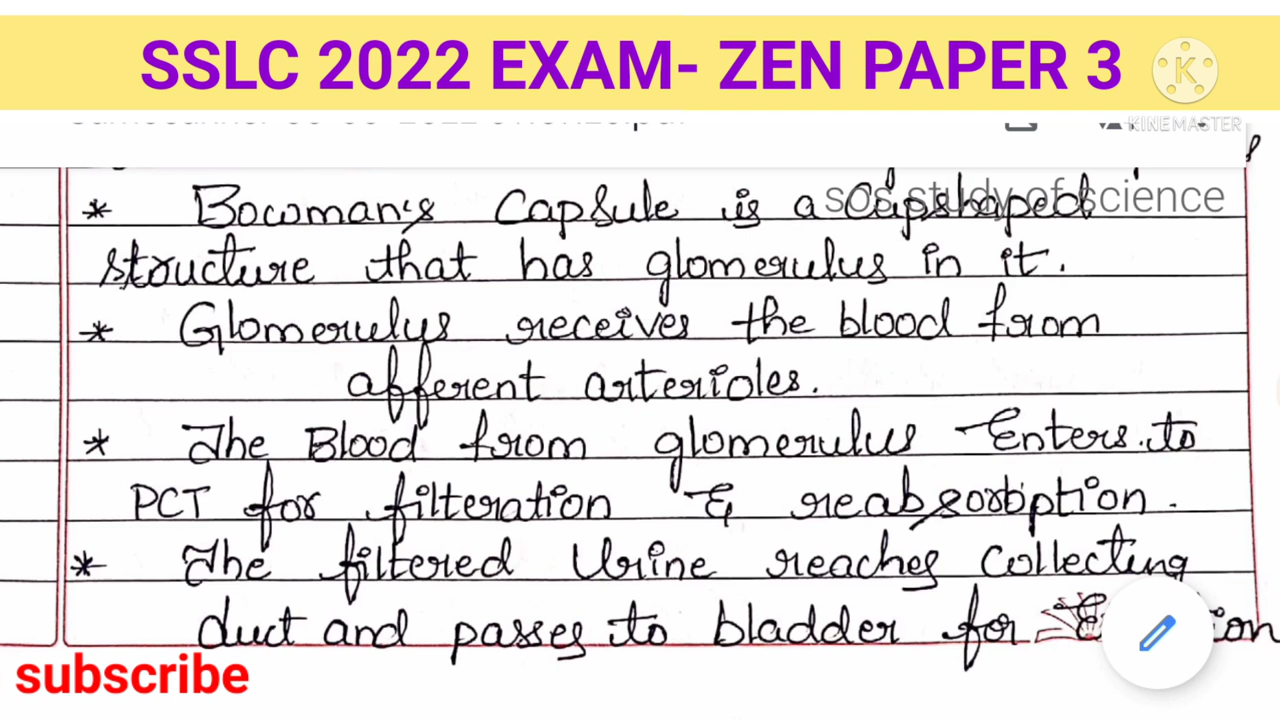 SSLC 2022 EXAM- ZEN PAPER 3
K
KINEMASTER
sos study of science
* Bowman's Capsule is a Cupshaped
structure that has glomerulus in it.
* Glomerulys receives the blood from
afferent arterioles.
* The Blood from glomerulus Enters to
PCT for filteration & reabsorbption.
* The filtered Urine reaches Collecting
duct and passes to bladder for
subscribe